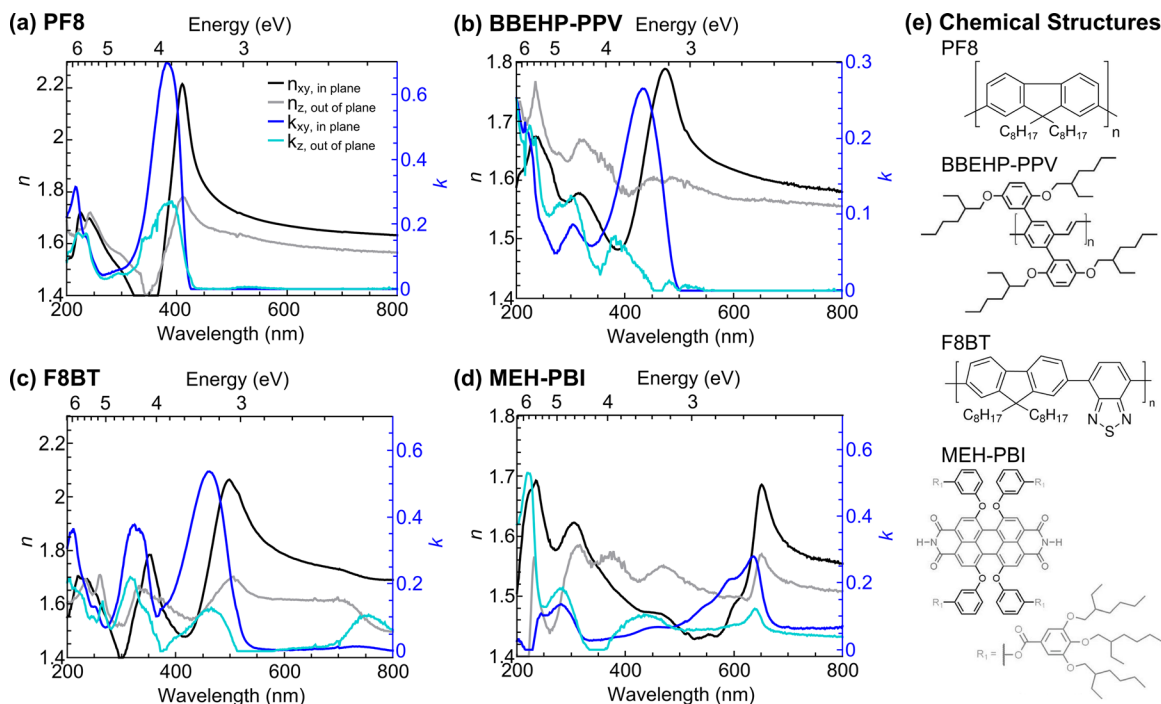 (a) PF8
Energy (eV)
6 5 4 3
2.2
2
1.8
1.6
1.4
n
n xy, in plane
n z, out of plane
k xy, in plane
k z, out of plane
0.6
0.4
0.2
0
k
200 400 600 800
Wavelength (nm)
(b) BBEHP-PPV
Energy (eV)
6 5 4 3
1.8
1.7
1.6
1.5
1.4
n
0.3
0.2
0.1
0
k
200 400 600 800
Wavelength (nm)
(c) F8BT
Energy (eV)
6 5 4 3
2.2
2
1.8
1.6
1.4
n
0.6
0.4
0.2
0
k
200 300 400 500 600 700 800
Wavelength (nm)
(d) MEH-PBI
Energy (eV)
6 5 4 3
1.8
1.7
1.6
1.5
1.4
n
0.6
0.4
0.2
0
k
200 400 600 800
Wavelength (nm)
(e) Chemical Structures
PF8
C8H17 C8H17
n
BBEHP-PPV
O O
n
O O
F8BT
C8H17 C8H17
N S N
n
MEH-PBI
R1 R1
O O
O O
H-N N-H
O O
O O
R1 R1
R1 =
O O
O
O
O